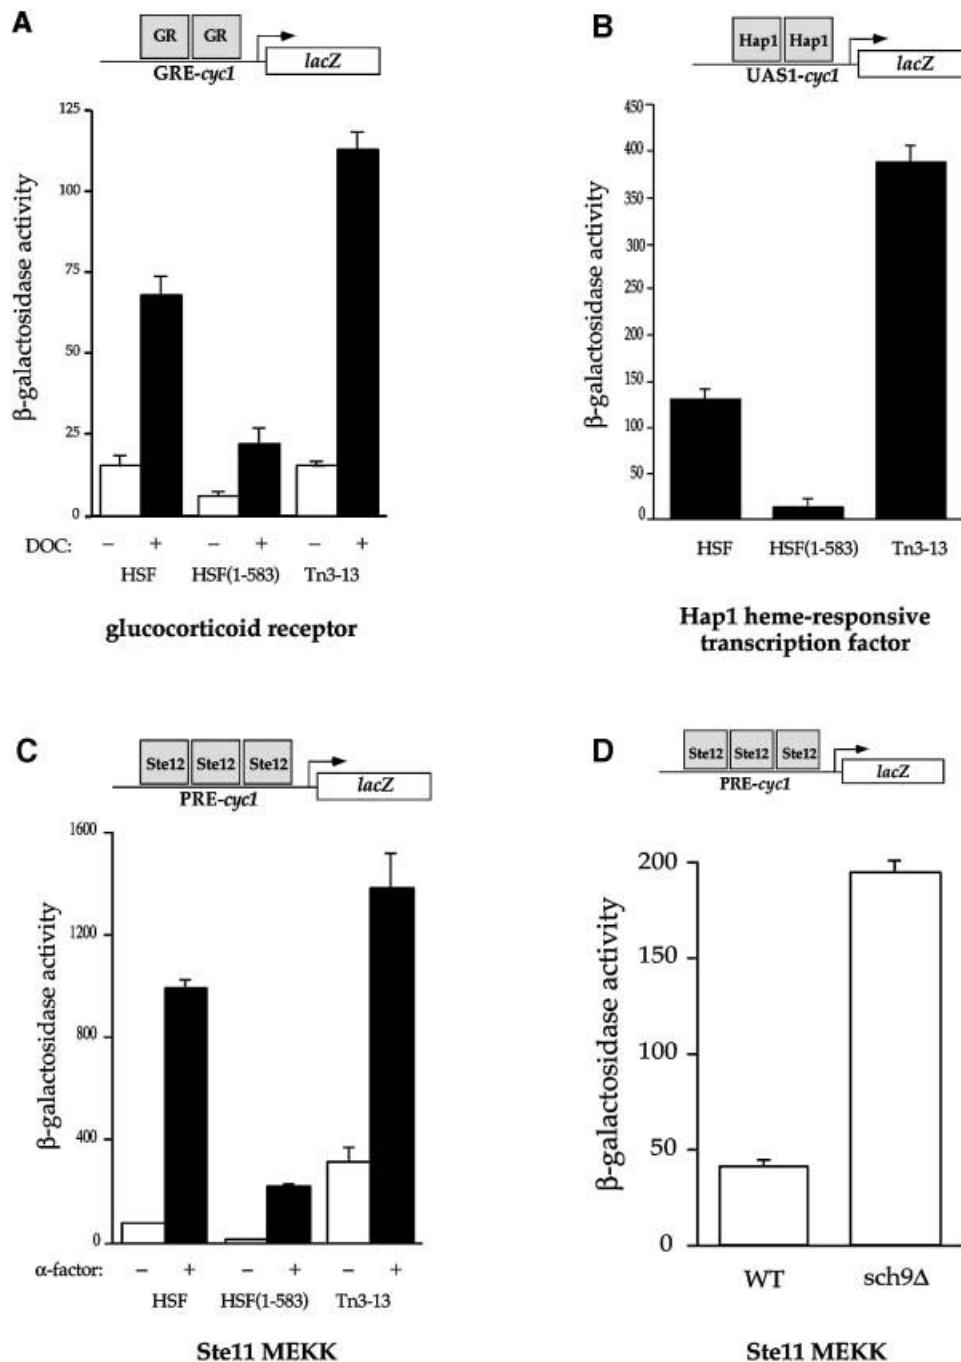 A
GR GR
GRE-cyc1
lacZ
β-galactosidase activity
125
100
75
50
25
0
DOC: – + – + – +
HSF HSF(1-583) Tn3-13
glucocorticoid receptor
B
Hap1 Hap1
UAS1-cyc1
lacZ
β-galactosidase activity
450
400
350
300
250
200
150
100
50
0
HSF HSF(1-583) Tn3-13
Hap1 heme-responsive
transcription factor
C
Ste12 Ste12 Ste12
PRE-cyc1
lacZ
β-galactosidase activity
1600
1200
800
400
0
α-factor: – + – + – +
HSF HSF(1-583) Tn3-13
Ste11 MEKK
D
Ste12 Ste12 Ste12
PRE-cyc1
lacZ
β-galactosidase activity
200
150
100
50
0
WT sch9Δ
Ste11 MEKK